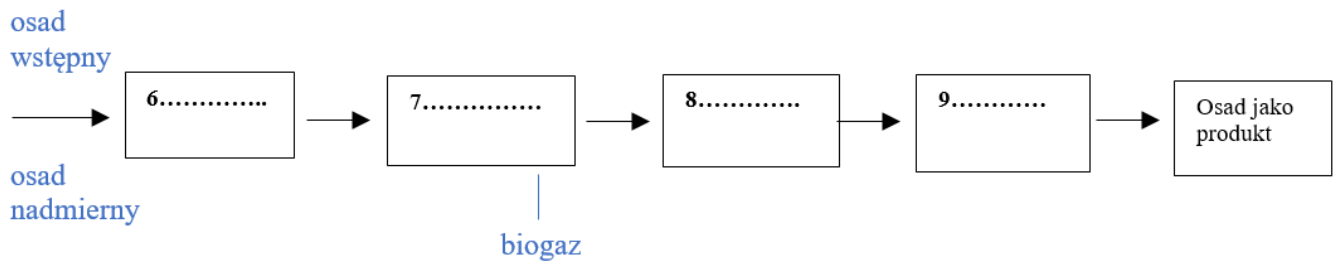 osad
wstępny
6…………..
7……………
8………….
9…………
Osad jako
produkt
osad
nadmierny
biogaz